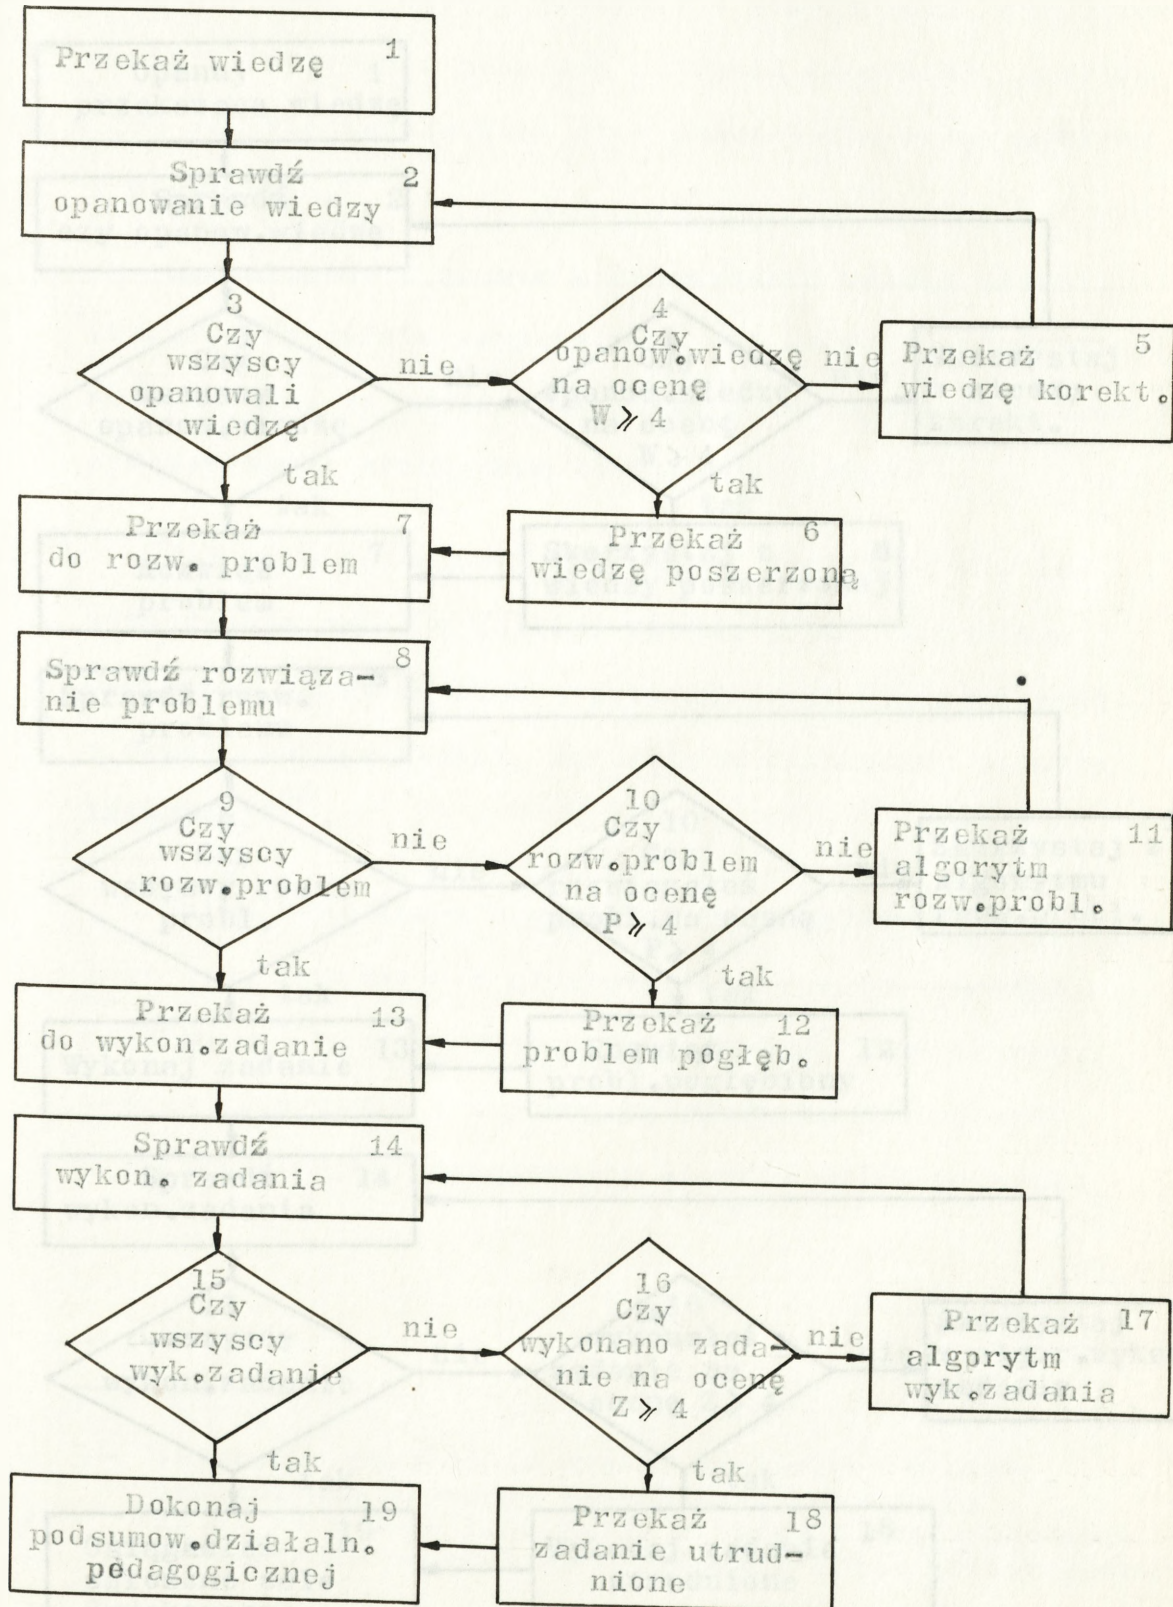 Przekaż wiedzę 1
Sprawdź 2
opanowanie wiedzy
3
Czy
wszyscy
opanowali
wiedzę
nie
tak
4
Czy
opanow.wiedzę
na ocenę
W ⩾ 4
nie
tak
Przekaż 5
wiedzę korekt.
Przekaż 6
wiedzę poszerzoną
Przekaż 7
do rozw. problem
8
Sprawdź rozwiąza-
nie problemu
9
Czy
wszyscy
rozw.problem
nie
tak
10
Czy
rozw.problem
na ocenę
P ⩾ 4
nie
tak
Przekaż 11
algorytm
rozw.probl.
Przekaż 12
problem pogłęb.
Przekaż 13
do wykon.zadanie
Sprawdź 14
wykon. zadania
15
Czy
wszyscy
wyk.zadanie
nie
tak
16
Czy
wykonano zada-
nie na ocenę
Z ⩾ 4
nie
tak
Przekaż 17
algorytm
wyk.zadania
Przekaż 18
zadanie utrud-
nione
Dokonaj 19
podsumow.działaln.
pedagogicznej